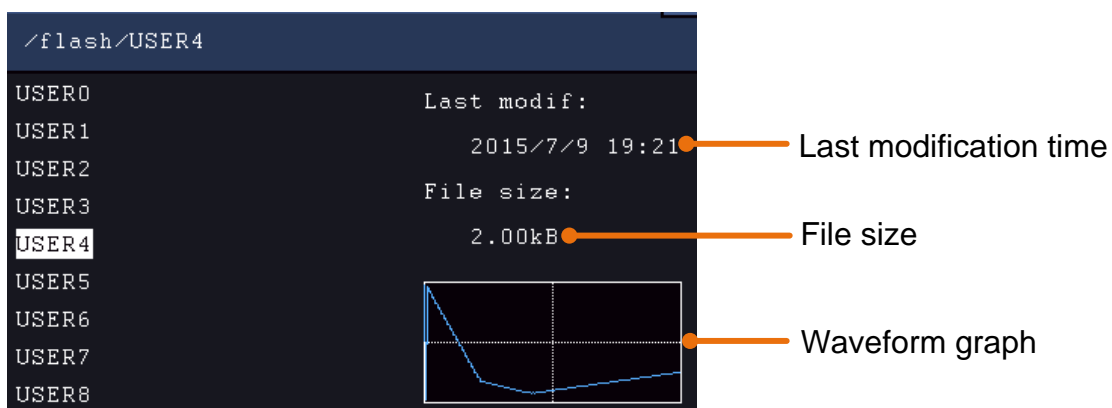 /flash/USER4
USER0
USER1
USER2
USER3
USER4
USER5
USER6
USER7
USER8
Last modif:
2015/7/9 19:21
File size:
2.00kB
Last modification time
File size
Waveform graph